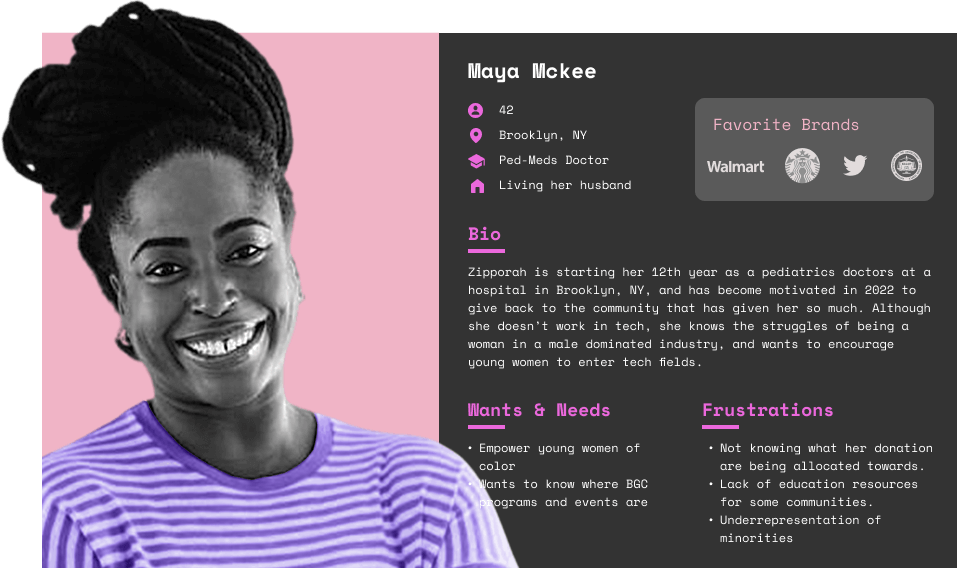 Maya Mckee
42
Brooklyn, NY
Ped-Meds Doctor
Living her husband
Favorite Brands
Walmart
Bio
Zipporah is starting her 12th year as a pediatrics doctors at a
hospital in Brooklyn, NY, and has become motivated in 2022 to
give back to the community that has given her so much. Although
she doesn't work in tech, she knows the struggles of being a
woman in a male dominated industry, and wants to encourage
young women to enter tech fields.
Wants & Needs
• Empower young women of
color
• Wants to know where BGC
programs and events are
Frustrations
• Not knowing what her donation
are being allocated towards.
• Lack of education resources
for some communities.
• Underrepresentation of
minorities